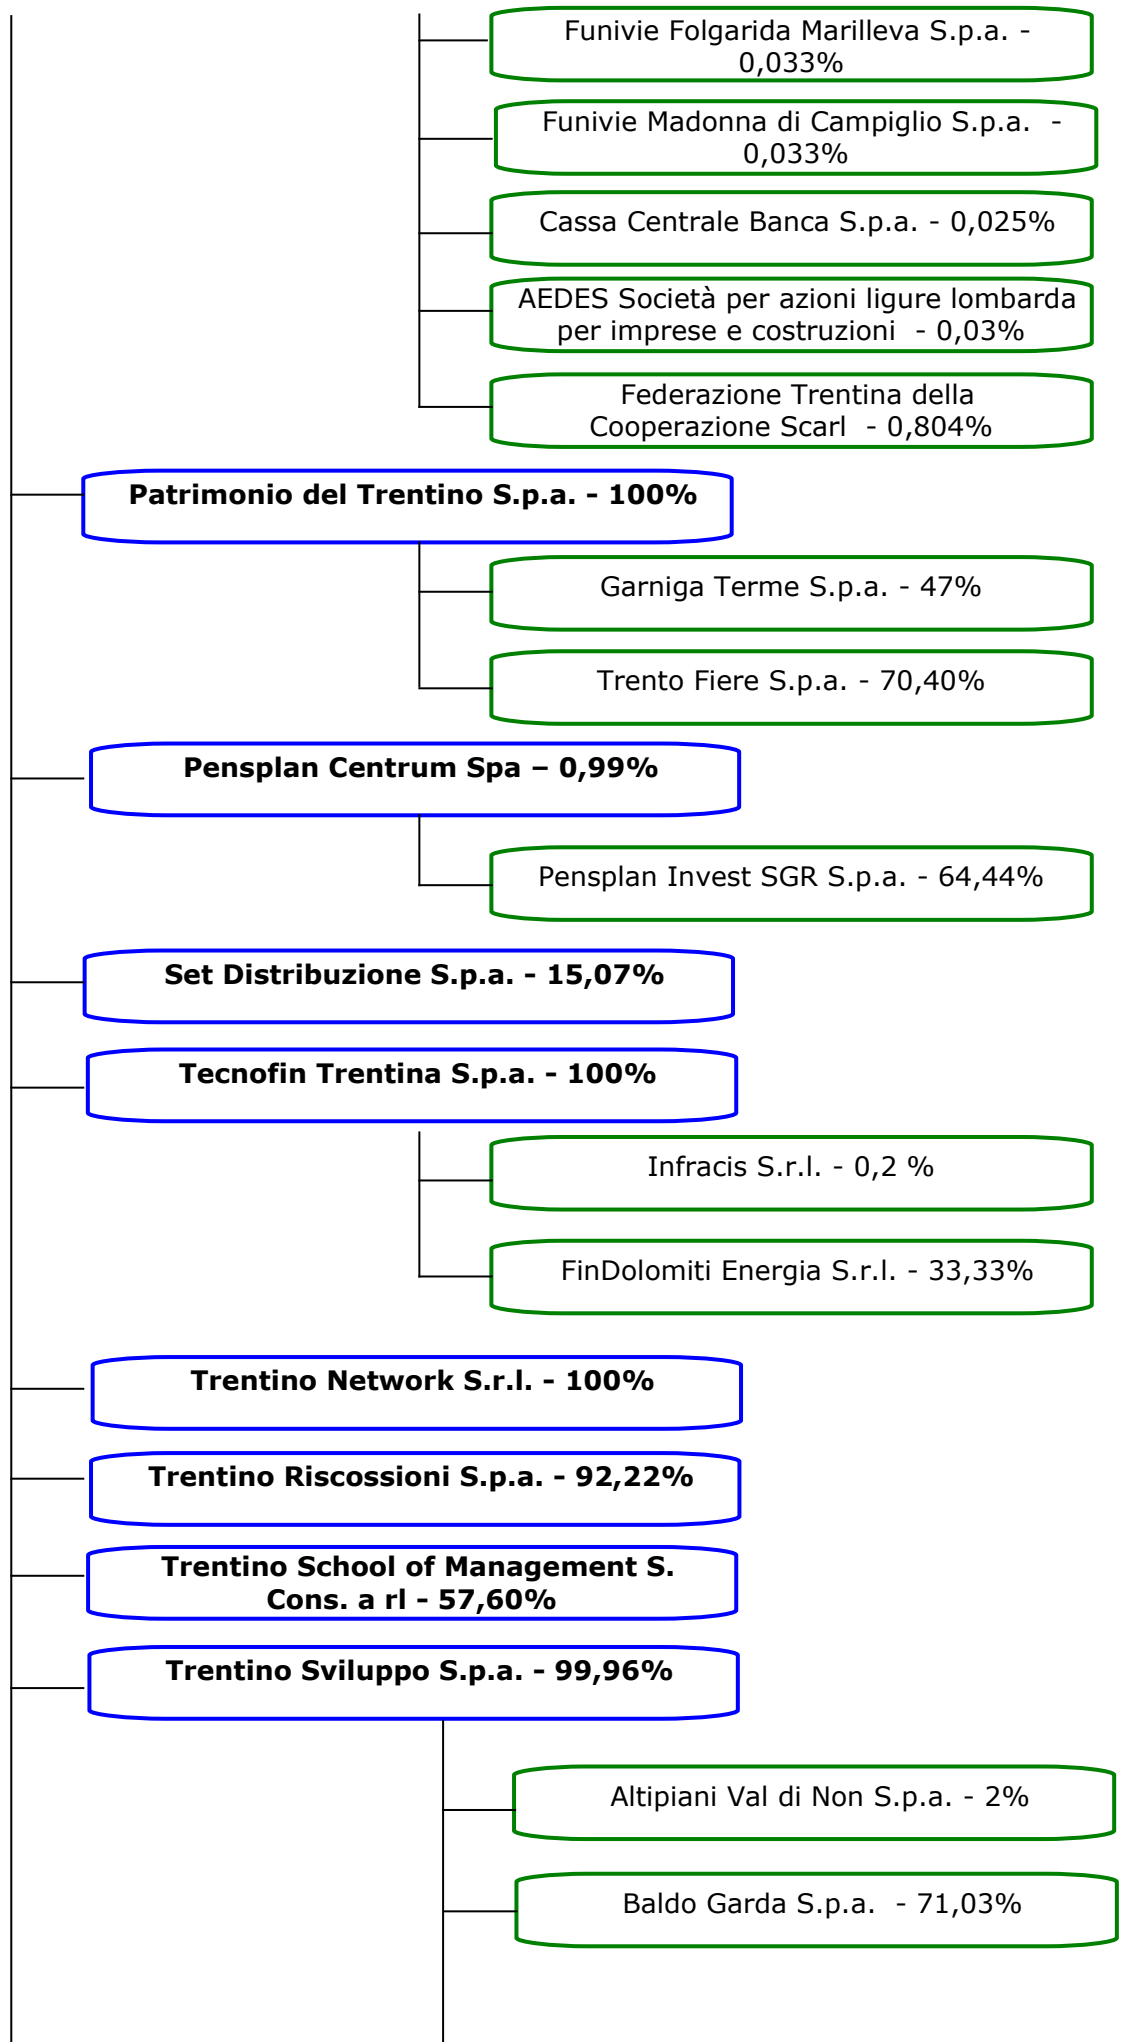 Funivie Folgarida Marilleva S.p.a. -
0,033%
Funivie Madonna di Campiglio S.p.a.  -
0,033%
Cassa Centrale Banca S.p.a. - 0,025%
AEDES Società per azioni ligure lombarda
per imprese e costruzioni  - 0,03%
Federazione Trentina della
Cooperazione Scarl  - 0,804%
Patrimonio del Trentino S.p.a. - 100%
Garniga Terme S.p.a. - 47%
Trento Fiere S.p.a. - 70,40%
Pensplan Centrum Spa – 0,99%
Pensplan Invest SGR S.p.a. - 64,44%
Set Distribuzione S.p.a. - 15,07%
Tecnofin Trentina S.p.a. - 100%
Infracis S.r.l. - 0,2 %
FinDolomiti Energia S.r.l. - 33,33%
Trentino Network S.r.l. - 100%
Trentino Riscossioni S.p.a. - 92,22%
Trentino School of Management S.
Cons. a rl - 57,60%
Trentino Sviluppo S.p.a. - 99,96%
Altipiani Val di Non S.p.a. - 2%
Baldo Garda S.p.a.  - 71,03%